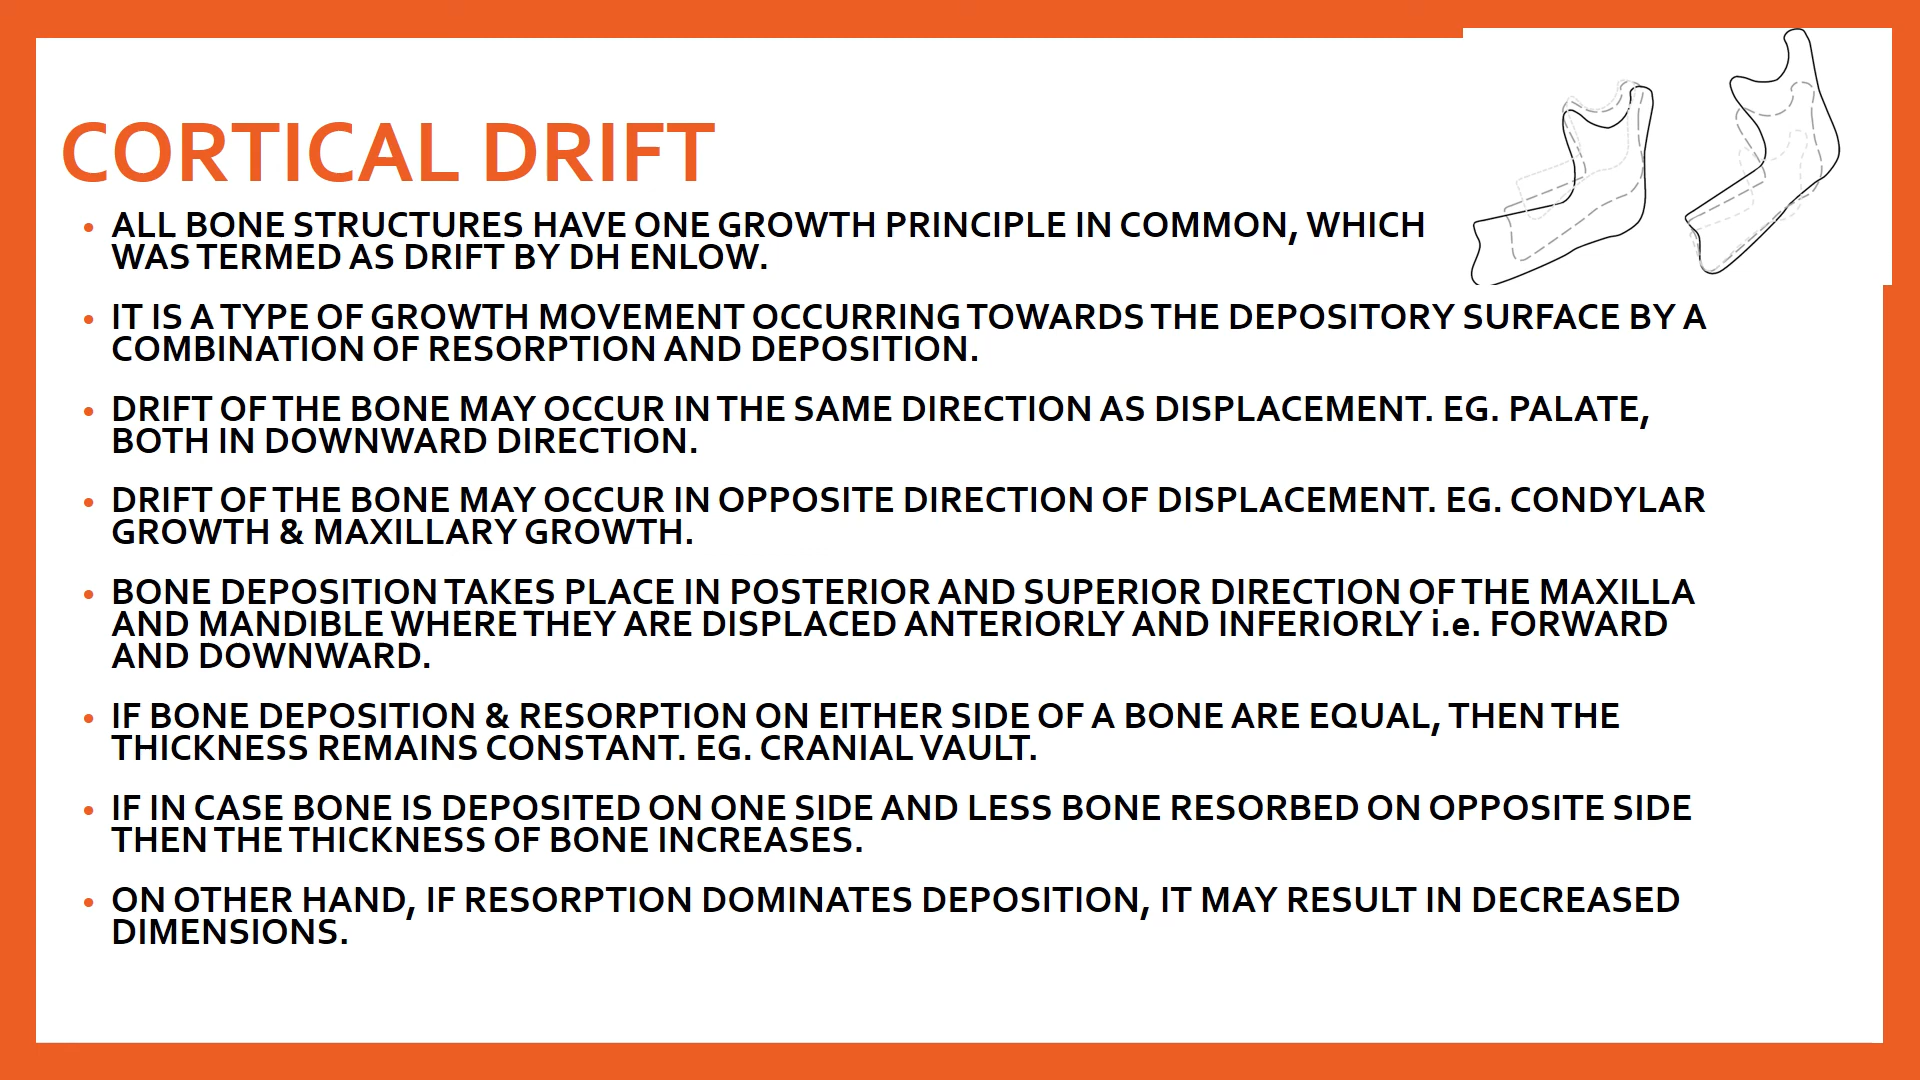 CORTICAL DRIFT
• ALL BONE STRUCTURES HAVE ONE GROWTH PRINCIPLE IN COMMON, WHICH
WAS TERMED AS DRIFT BY DH ENLOW.
• IT IS A TYPE OF GROWTH MOVEMENT OCCURRING TOWARDS THE DEPOSITORY SURFACE BY A
COMBINATION OF RESORPTION AND DEPOSITION.
• DRIFT OF THE BONE MAY OCCUR IN THE SAME DIRECTION AS DISPLACEMENT. EG. PALATE,
BOTH IN DOWNWARD DIRECTION.
• DRIFT OF THE BONE MAY OCCUR IN OPPOSITE DIRECTION OF DISPLACEMENT. EG. CONDYLAR
GROWTH & MAXILLARY GROWTH.
• BONE DEPOSITION TAKES PLACE IN POSTERIOR AND SUPERIOR DIRECTION OF THE MAXILLA
AND MANDIBLE WHERE THEY ARE DISPLACED ANTERIORLY AND INFERIORLY i.e. FORWARD
AND DOWNWARD.
• IF BONE DEPOSITION & RESORPTION ON EITHER SIDE OF A BONE ARE EQUAL, THEN THE
THICKNESS REMAINS CONSTANT. EG. CRANIAL VAULT.
• IF IN CASE BONE IS DEPOSITED ON ONE SIDE AND LESS BONE RESORBED ON OPPOSITE SIDE
THEN THE THICKNESS OF BONE INCREASES.
• ON OTHER HAND, IF RESORPTION DOMINATES DEPOSITION, IT MAY RESULT IN DECREASED
DIMENSIONS.